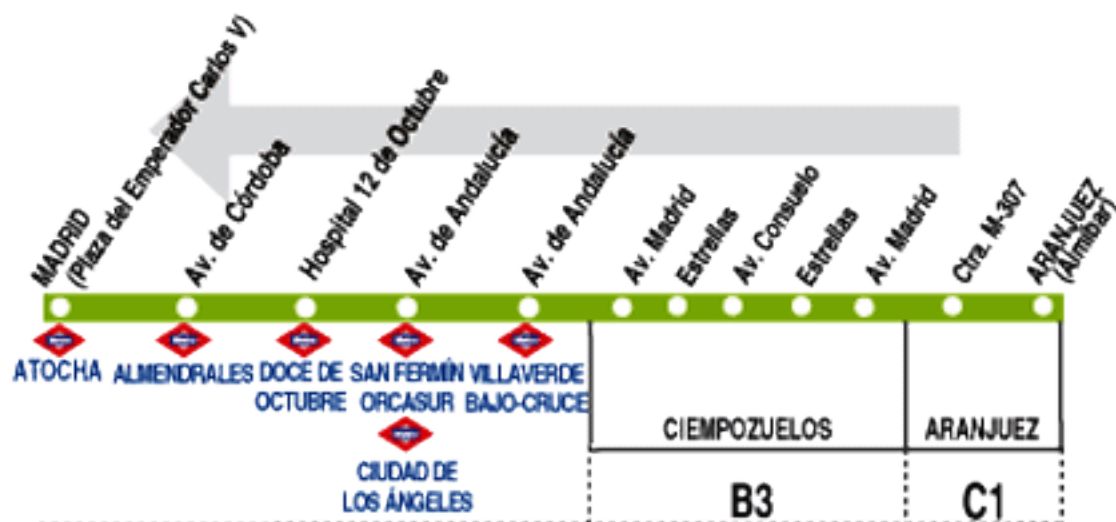 MADRID
(Plaza del Emperador Carlos V)
Av. de Córdoba
Hospital 12 de Octubre
Av. de Andalucía
Av. de Andalucía
Av. Madrid
Estrellas
Av. Consuelo
Estrellas
Av. Madrid
Ctra. M-307
ARANJUEZ
(Almíbar)
ATOCHA
ALMENDRALES
DOCE DE
OCTUBRE
SAN FERMÍN
ORCASUR
VILLAVERDE
BAJO-CRUCE
CIUDAD DE
LOS ÁNGELES
CIEMPOZUELOS
ARANJUEZ
B3
C1